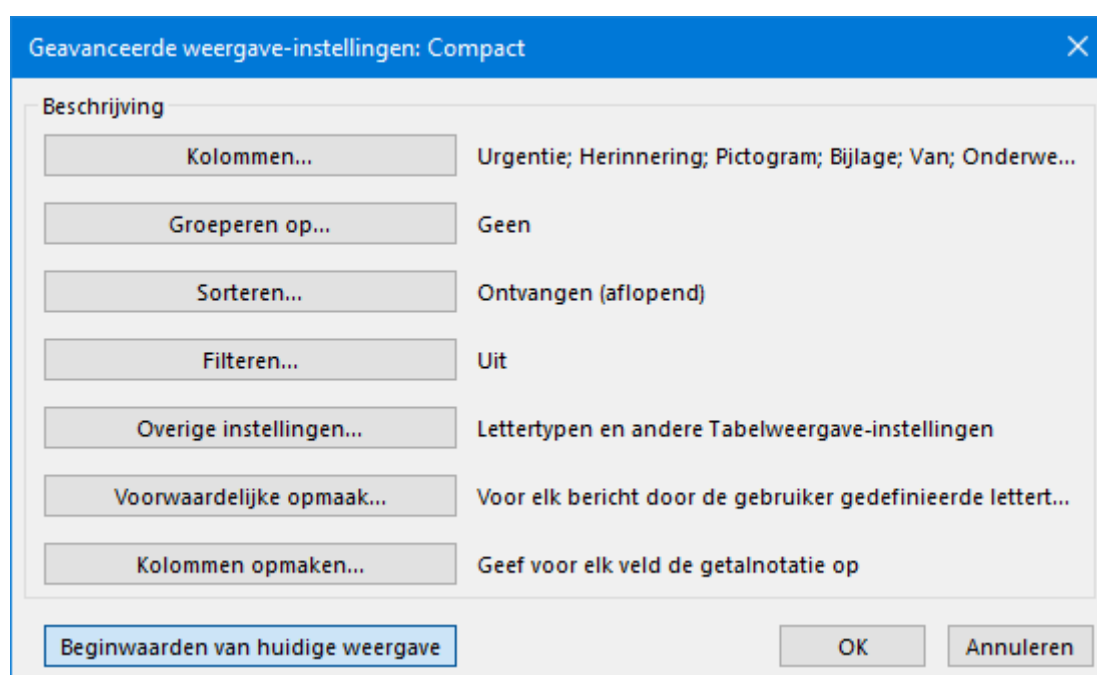 Geavanceerde weergave-instellingen: Compact
Beschrijving
Kolommen... Urgentie; Herinnering; Pictogram; Bijlage; Van; Onderwe...
Groeperen op... Geen
Sorteren... Ontvangen (aflopend)
Filteren... Uit
Overige instellingen... Lettertypen en andere Tabelweergave-instellingen
Voorwaardelijke opmaak... Voor elk bericht door de gebruiker gedefinieerde lettert...
Kolommen opmaken... Geef voor elk veld de getalnotatie op
Beginwaarden van huidige weergave OK Annuleren